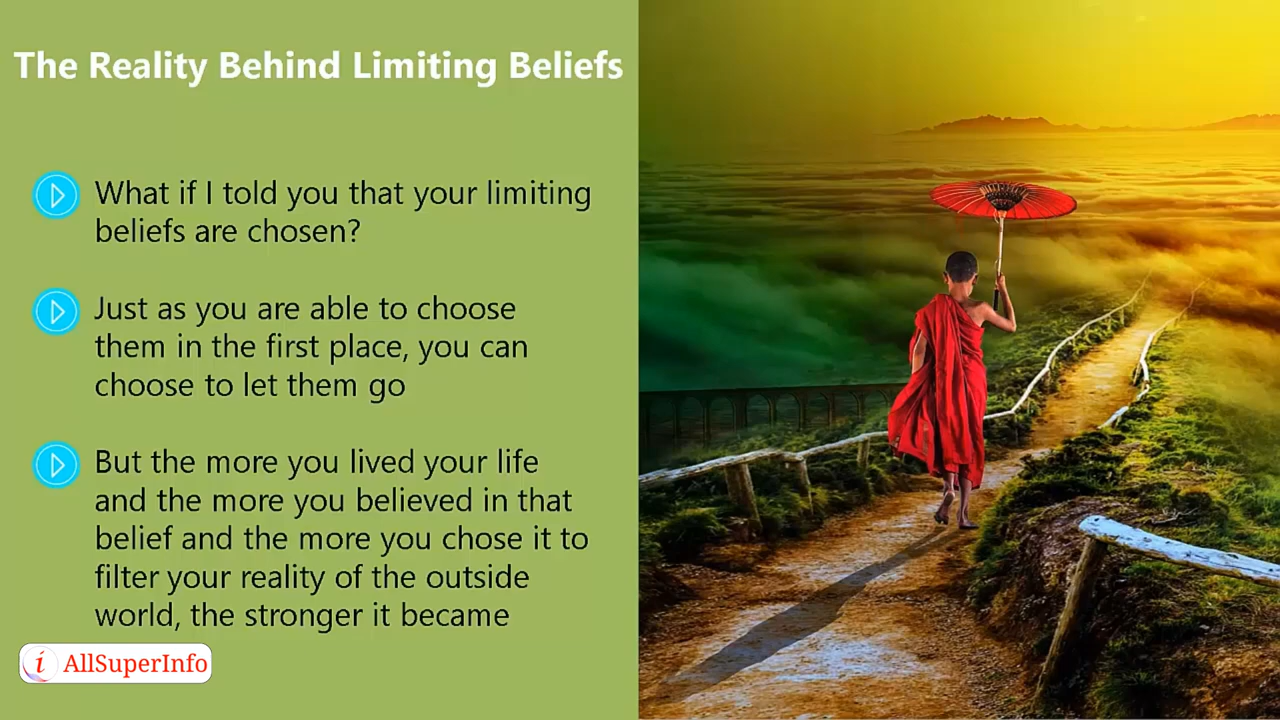 The Reality Behind Limiting Beliefs
What if I told you that your limiting
beliefs are chosen?
Just as you are able to choose
them in the first place, you can
choose to let them go
But the more you lived your life
and the more you believed in that
belief and the more you chose it to
filter your reality of the outside
world, the stronger it became
i AllSuperInfo